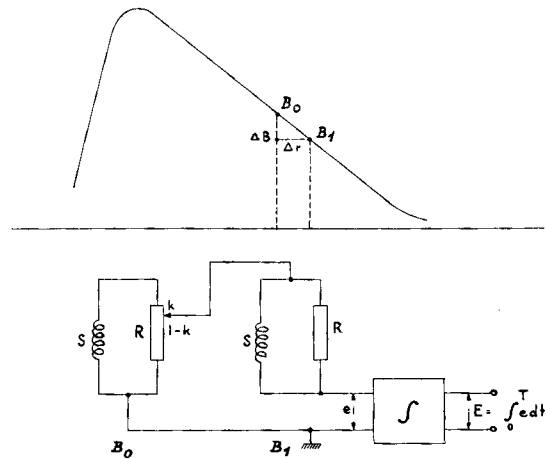 B₀
ΔB
B₁
Δr
k
S
R
1-k
S
R
e
∫
E = ∫₀ᵀ edt
B₀
B₁